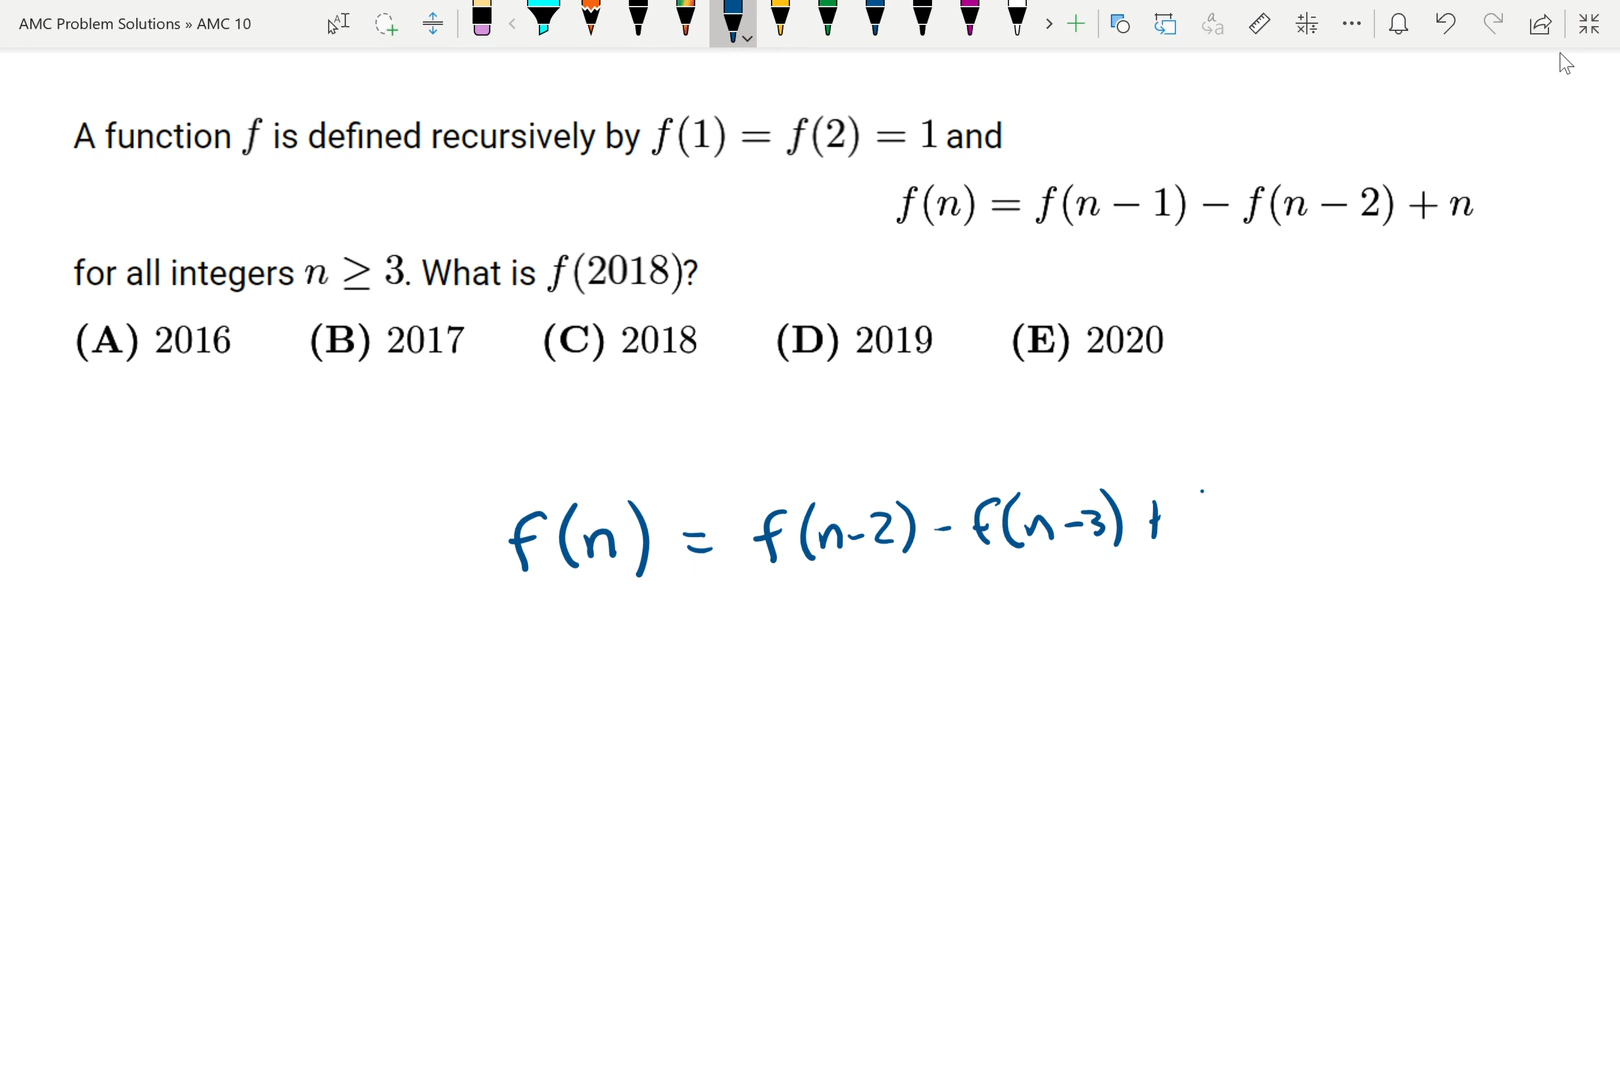 AMC Problem Solutions » AMC 10
A function f is defined recursively by f(1) = f(2) = 1 and
f(n) = f(n − 1) − f(n − 2) + n
for all integers n ≥ 3. What is f(2018)?
(A) 2016 (B) 2017 (C) 2018 (D) 2019 (E) 2020
f(n) = f(n-2) - f(n-3) +